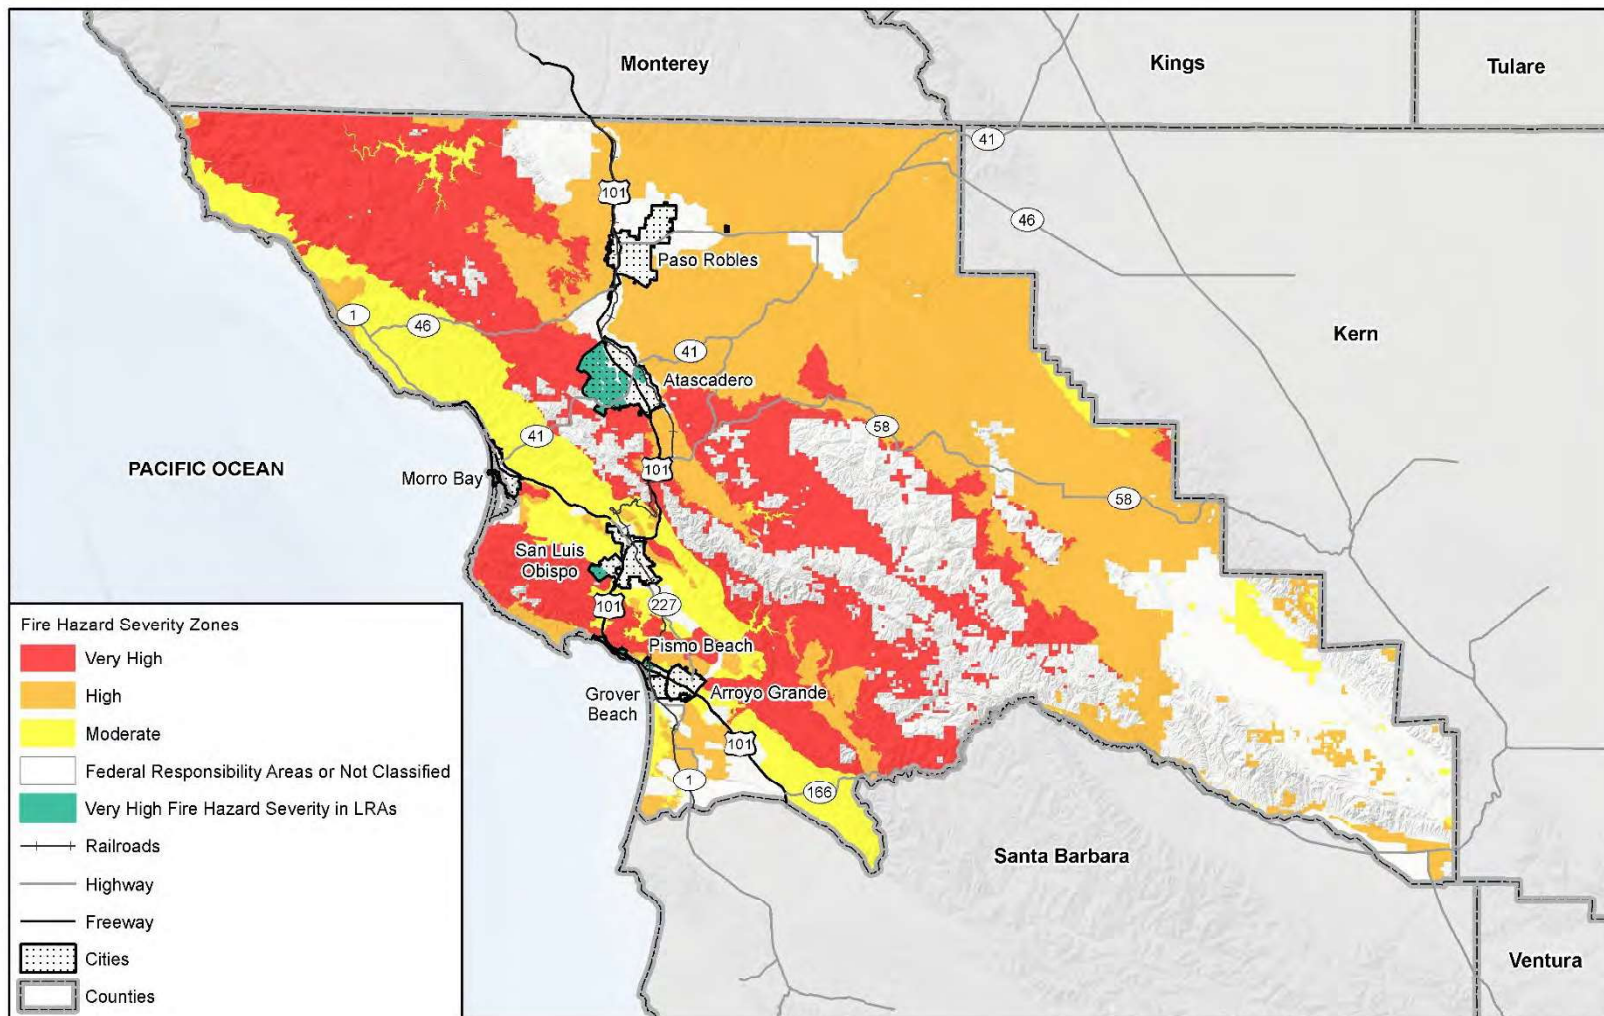 Monterey
Kings
Tulare
41
101
46
Paso Robles
Kern
1
46
41
Atascadero
58
41
PACIFIC OCEAN
Morro Bay
101
58
San Luis
Obispo
101
227
Pismo Beach
Grover
Beach
Arroyo Grande
101
1
166
Santa Barbara
Ventura
Fire Hazard Severity Zones
Very High
High
Moderate
Federal Responsibility Areas or Not Classified
Very High Fire Hazard Severity in LRAs
Railroads
Highway
Freeway
Cities
Counties